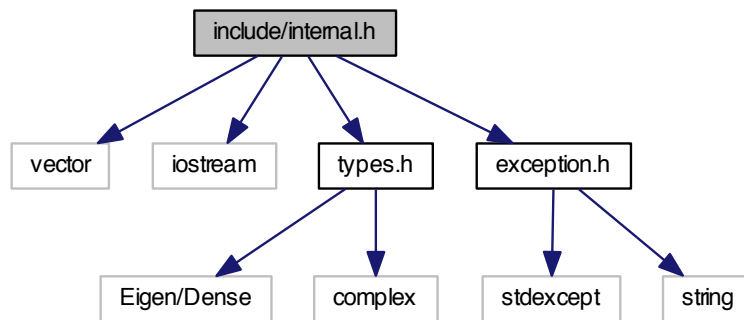 include/internal.h
vector
iostream
types.h
exception.h
Eigen/Dense
complex
stdexcept
string